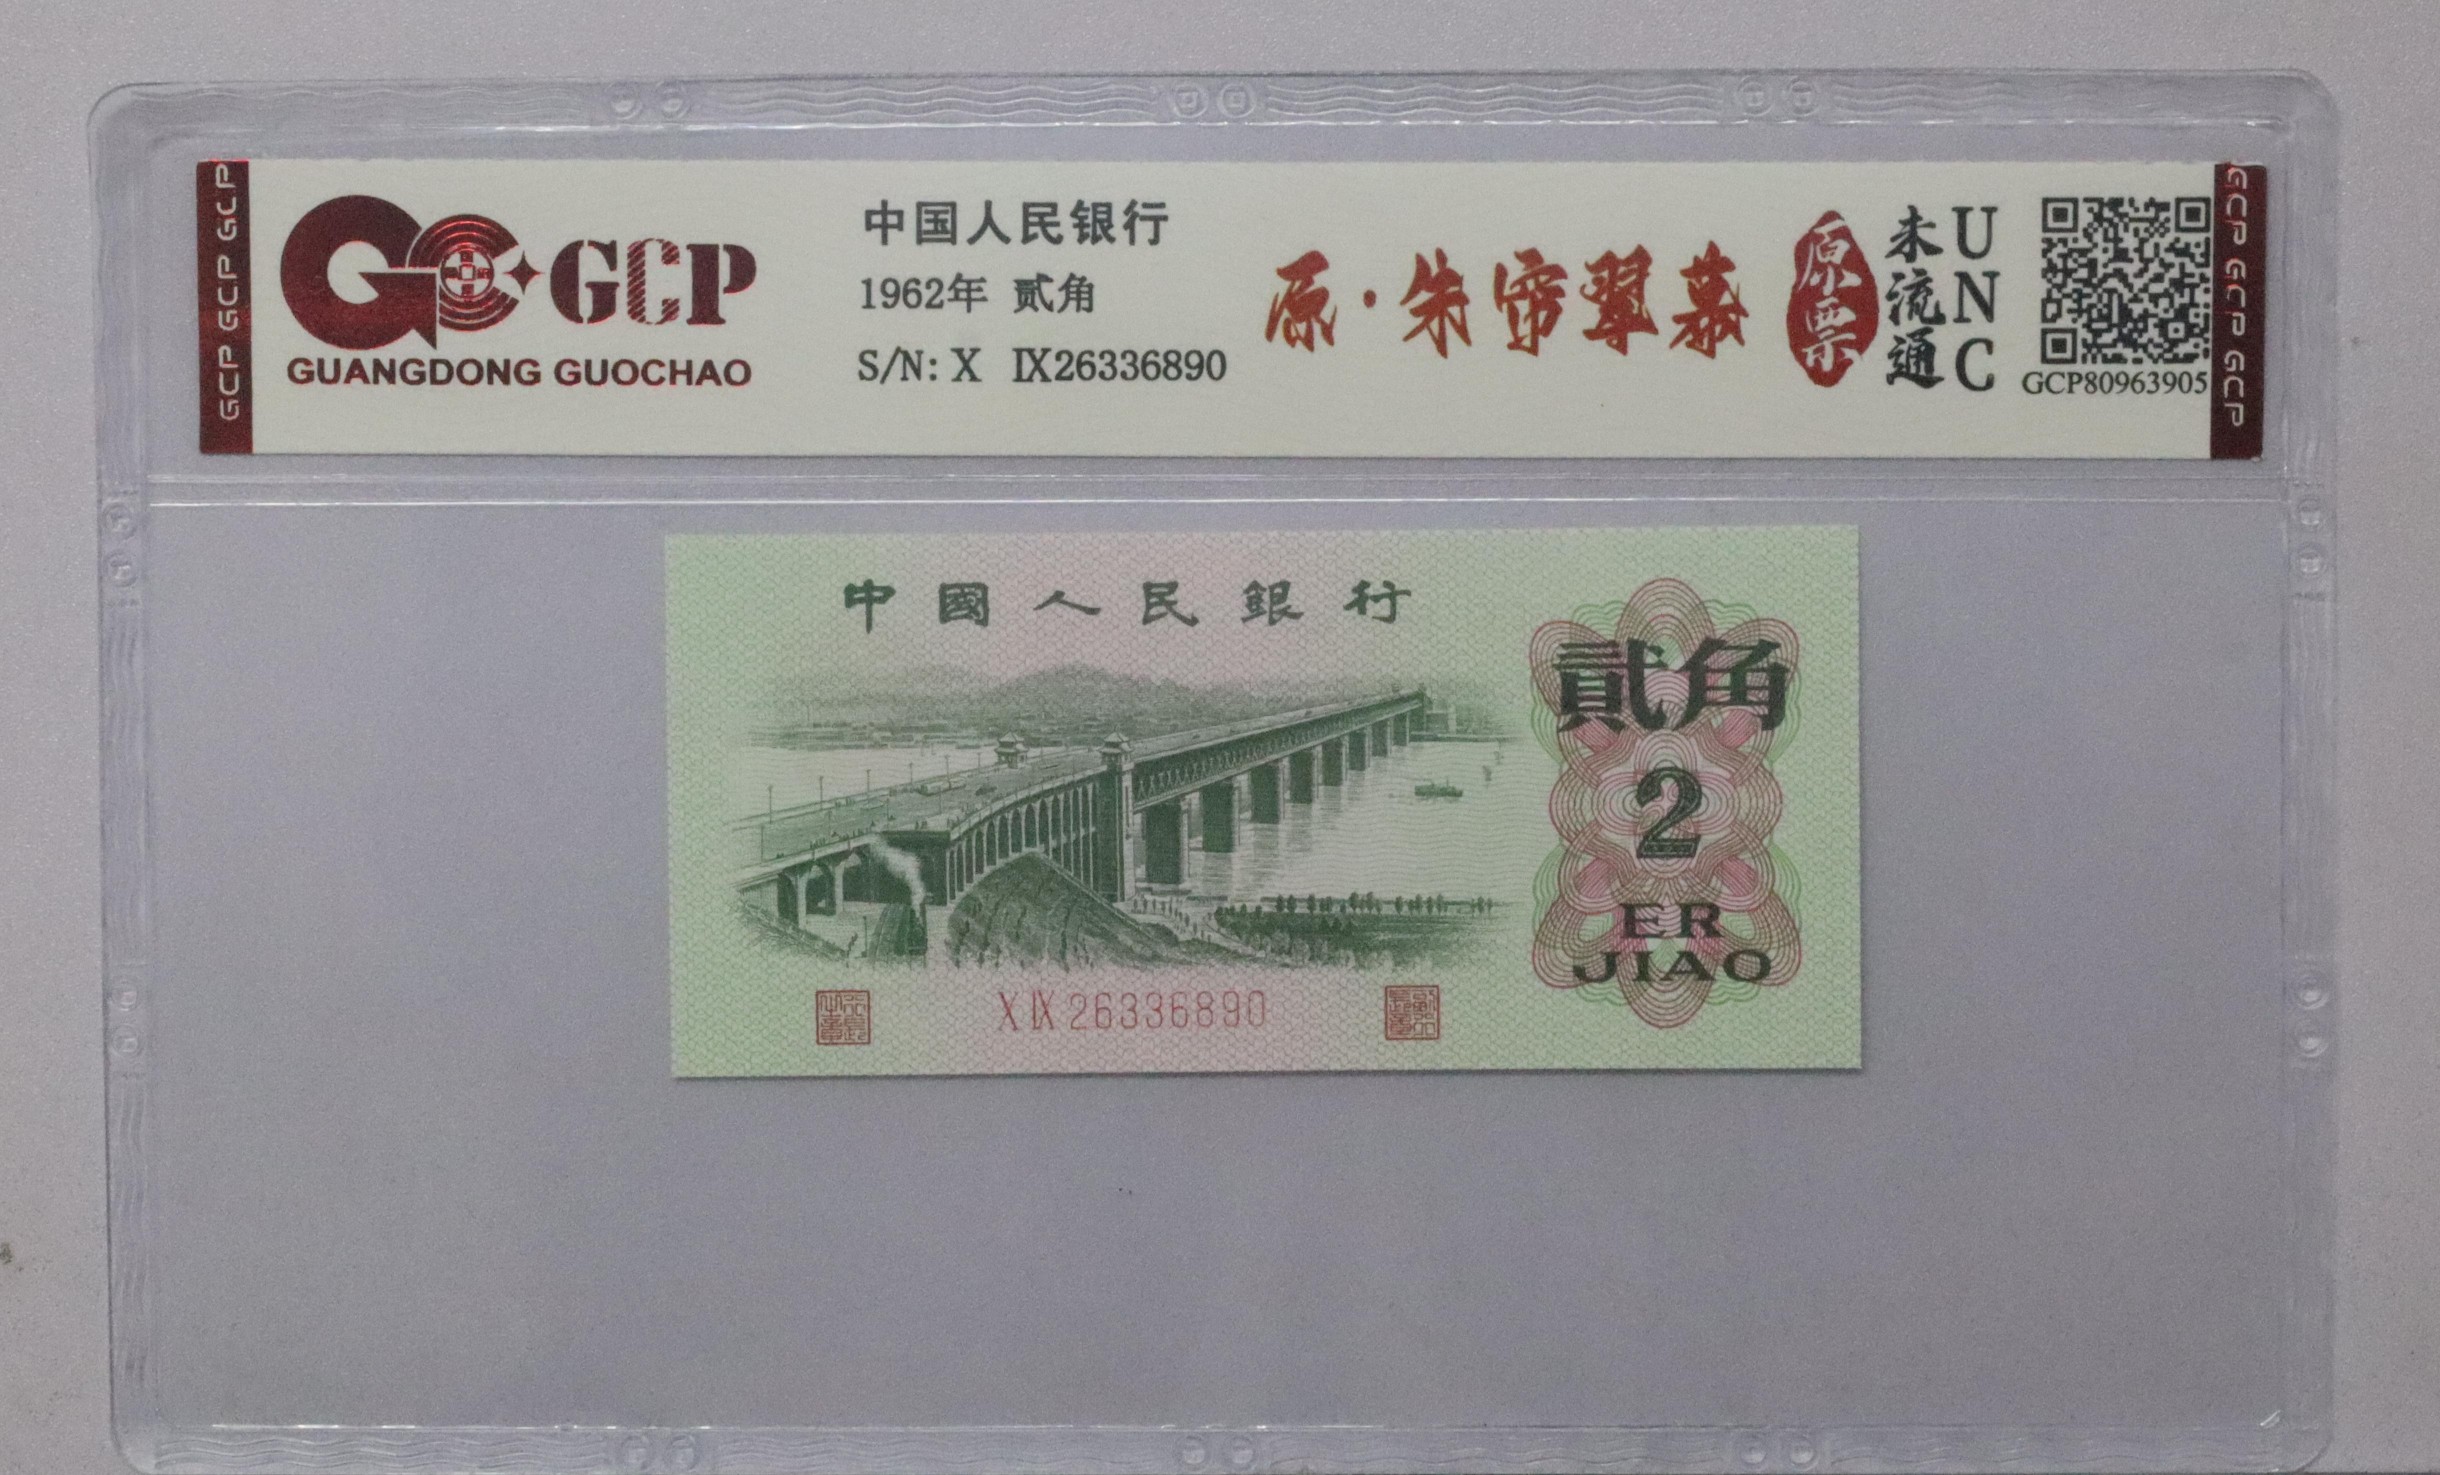 GCP GCP GCP
GCP
GUANGDONG GUOCHAO
中国人民银行
1962年 贰角
S/N: X Ⅸ26336890
原·朱帘翠幕
原票
未流通
UNC
GCP80963905
GCP GCP GCP
中國人民銀行
貳角
2
ER
JIAO
X Ⅸ 26336890